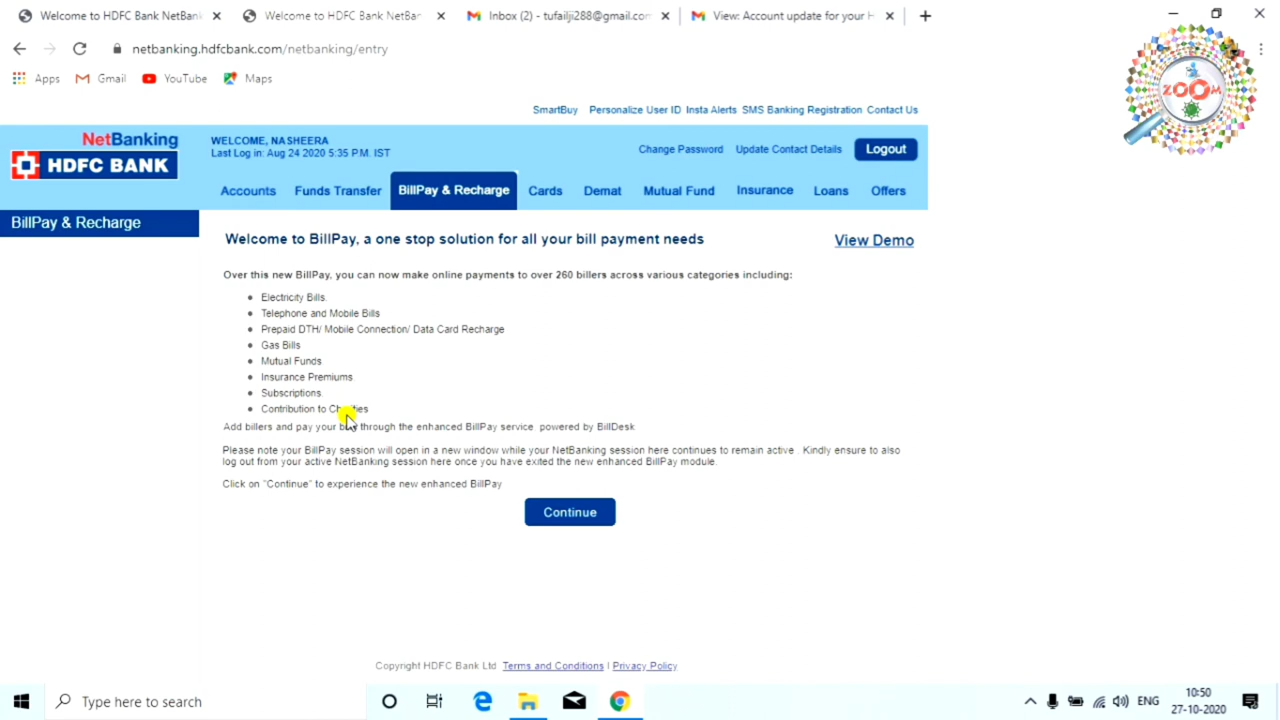 Welcome to HDFC Bank NetBank
Welcome to HDFC Bank NetBar
Inbox (2) - tufailji288@gmail.com
View: Account update for your H
netbanking.hdfcbank.com/netbanking/entry
Apps Gmail YouTube Maps
ZOOM
SmartBuy Personalize User ID Insta Alerts SMS Banking Registration Contact Us
NetBanking
HDFC BANK
WELCOME, NASHEERA
Last Log in: Aug 24 2020 5:35 P.M. IST
Change Password Update Contact Details Logout
Accounts Funds Transfer BillPay & Recharge Cards Demat Mutual Fund Insurance Loans Offers
BillPay & Recharge
Welcome to BillPay, a one stop solution for all your bill payment needs
View Demo
Over this new BillPay, you can now make online payments to over 260 billers across various categories including:
Electricity Bills.
Telephone and Mobile Bills
Prepaid DTH/ Mobile Connection/ Data Card Recharge
Gas Bills
Mutual Funds
Insurance Premiums
Subscriptions.
Contribution to Charities
Add billers and pay your bills through the enhanced BillPay service. powered by BillDesk
Please note your BillPay session will open in a new window while your NetBanking session here continues to remain active . Kindly ensure to also
log out from your active NetBanking session here once you have exited the new enhanced BillPay module.
Click on "Continue" to experience the new enhanced BillPay
Continue
Copyright HDFC Bank Ltd Terms and Conditions | Privacy Policy
Type here to search
ENG
10:50
27-10-2020